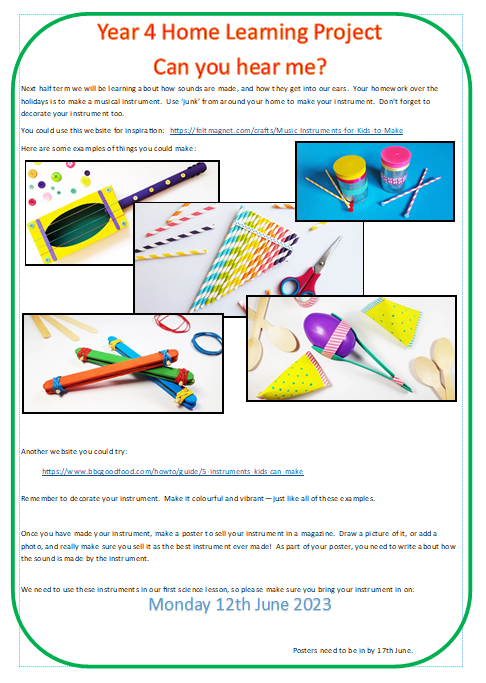 Year 4 Home Learning Project
Can you hear me?
Next half term we will be learning about how sounds are made, and how they get into our ears. Your homework over the
holidays is to make a musical instrument. Use 'junk' from around your home to make your instrument. Don't forget to
decorate your instrument too.
You could use this website for inspiration: https://feltmagnet.com/crafts/Music-Instruments-for-Kids-to-Make
Here are some examples of things you could make:
Another website you could try:
https://www.bbcgoodfood.com/howto/guide/5-instruments-kids-can-make
Remember to decorate your instrument. Make it colourful and vibrant—just like all of these examples.
Once you have made your instrument, make a poster to sell your instrument in a magazine. Draw a picture of it, or add a
photo, and really make sure you sell it as the best instrument ever made! As part of your poster, you need to write about how
the sound is made by the instrument.
We need to use these instruments in our first science lesson, so please make sure you bring your instrument in on:
Monday 12th June 2023
Posters need to be in by 17th June.